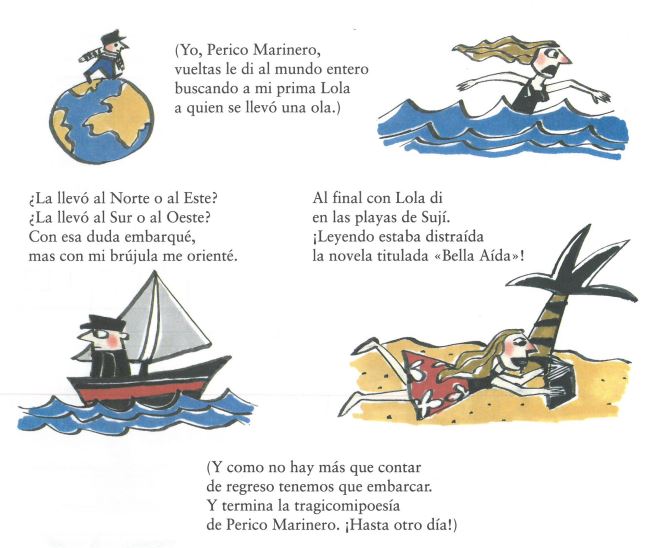 (Yo, Perico Marinero,
vueltas le di al mundo entero
buscando a mi prima Lola
a quien se llevó una ola.)
¿La llevó al Norte o al Este?
¿La llevó al Sur o al Oeste?
Con esa duda embarqué,
mas con mi brújula me orienté.
Al final con Lola di
en las playas de Sují.
¡Leyendo estaba distraída
la novela titulada «Bella Aída»!
(Y como no hay más que contar
de regreso tenemos que embarcar.
Y termina la tragicomipoesía
de Perico Marinero. ¡Hasta otro día!)